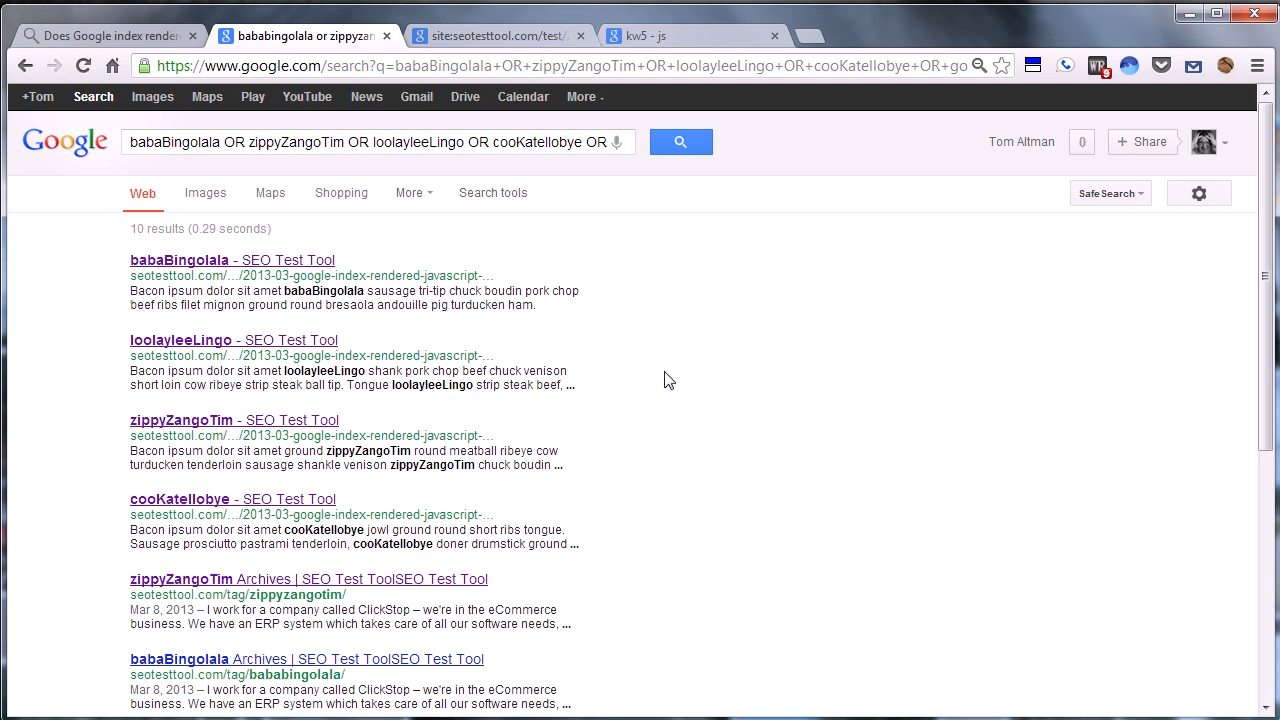 Does Google index renderi
bababingolala or zippyzan
site:seotesttool.com/test/
kw5 - js
https://www.google.com/search?q=babaBingolala+OR+zippyZangoTim+OR+loolayleeLingo+OR+cooKatellobye+OR+go
9
+Tom Search Images Maps Play YouTube News Gmail Drive Calendar More
Google babaBingolala OR zippyZangoTim OR loolayleeLingo OR cooKatellobye OR Tom Altman 0 + Share
Web Images Maps Shopping More Search tools SafeSearch
10 results (0.29 seconds)
babaBingolala - SEO Test Tool
seotesttool.com/.../2013-03-google-index-rendered-javascript-...
Bacon ipsum dolor sit amet babaBingolala sausage tri-tip chuck boudin pork chop
beef ribs filet mignon ground round bresaola andouille pig turducken ham.
loolayleeLingo - SEO Test Tool
seotesttool.com/.../2013-03-google-index-rendered-javascript-...
Bacon ipsum dolor sit amet loolayleeLingo shank pork chop beef chuck venison
short loin cow ribeye strip steak ball tip. Tongue loolayleeLingo strip steak beef, ...
zippyZangoTim - SEO Test Tool
seotesttool.com/.../2013-03-google-index-rendered-javascript-...
Bacon ipsum dolor sit amet ground zippyZangoTim round meatball ribeye cow
turducken tenderloin sausage shankle venison zippyZangoTim chuck boudin ...
cooKatellobye - SEO Test Tool
seotesttool.com/.../2013-03-google-index-rendered-javascript-...
Bacon ipsum dolor sit amet cooKatellobye jowl ground round short ribs tongue.
Sausage prosciutto pastrami tenderloin, cooKatellobye doner drumstick ground ...
zippyZangoTim Archives | SEO Test ToolSEO Test Tool
seotesttool.com/tag/zippyzangotim/
Mar 8, 2013 – I work for a company called ClickStop – we're in the eCommerce
business. We have an ERP system which takes care of all our software needs, ...
babaBingolala Archives | SEO Test ToolSEO Test Tool
seotesttool.com/tag/bababingolala/
Mar 8, 2013 – I work for a company called ClickStop – we're in the eCommerce
business. We have an ERP system which takes care of all our software needs, ...